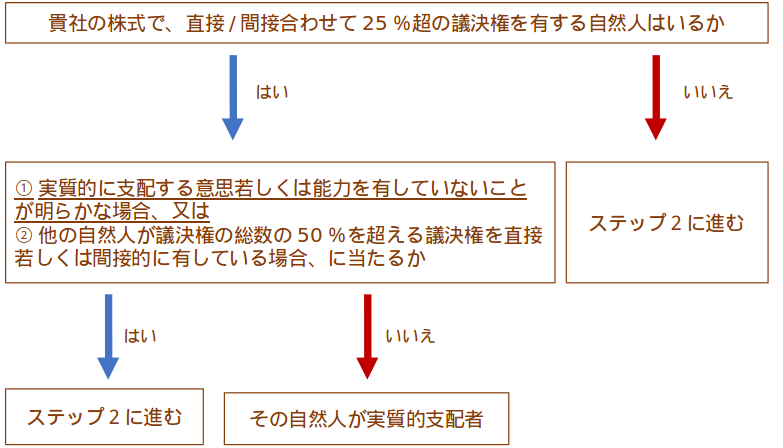 貴社の株式で、直接 / 間接合わせて 25 %超の議決権を有する自然人はいるか
はい
いいえ
① 実質的に支配する意思若しくは能力を有していないこと
が明らかな場合、又は
② 他の自然人が議決権の総数の 50 %を超える議決権を直接
若しくは間接的に有している場合、に当たるか
ステップ 2 に進む
はい
いいえ
ステップ 2 に進む
その自然人が実質的支配者